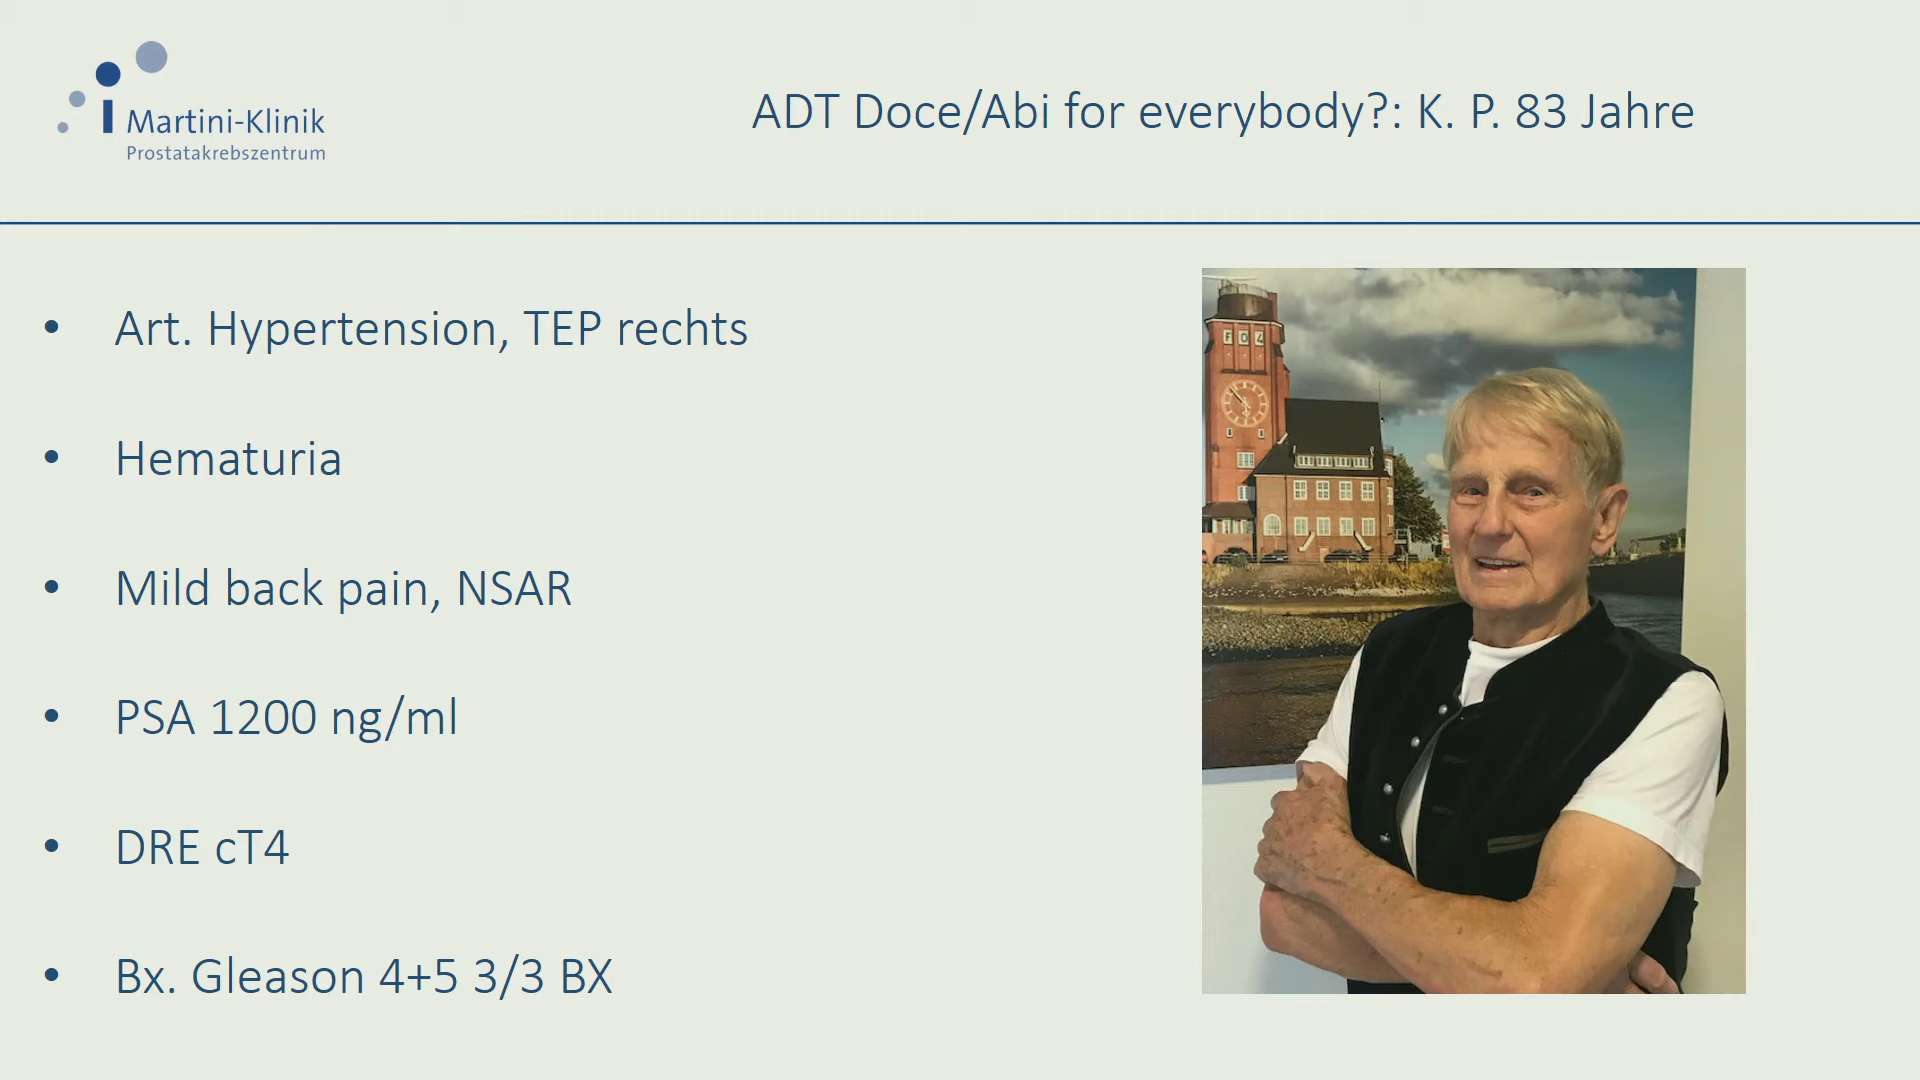 Martini-Klinik
Prostatakrebszentrum
ADT Doce/Abi for everybody?: K. P. 83 Jahre
• Art. Hypertension, TEP rechts
• Hematuria
• Mild back pain, NSAR
• PSA 1200 ng/ml
• DRE cT4
• Bx. Gleason 4+5 3/3 BX
F04